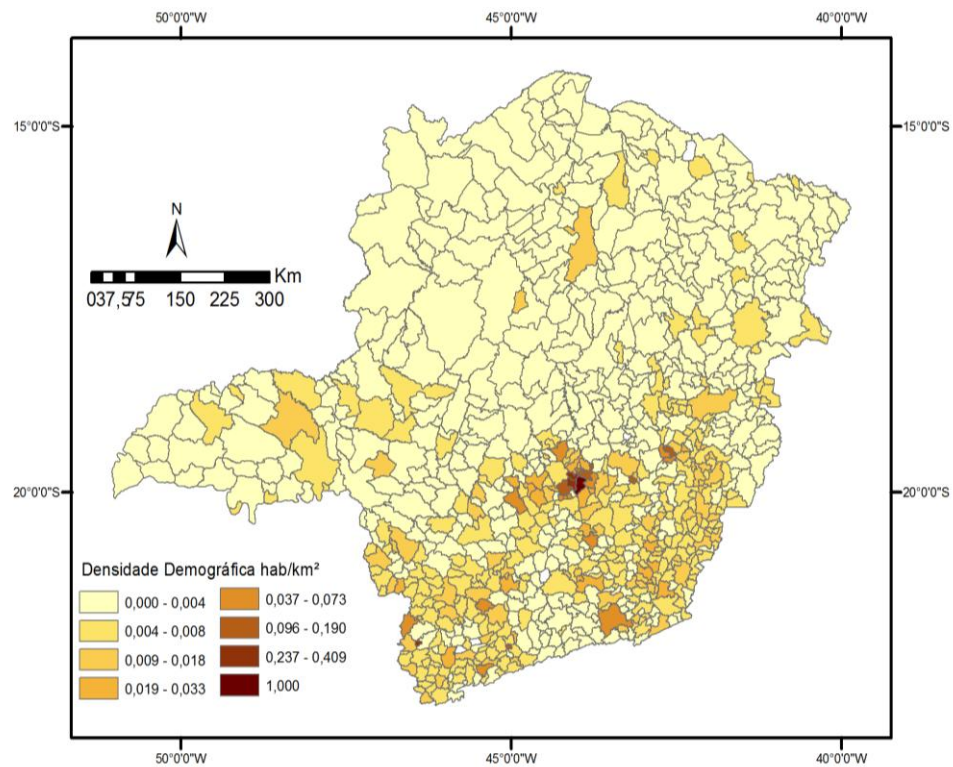 50°0'0"W 45°0'0"W 40°0'0"W
15°0'0"S 15°0'0"S
N
Km
037,575 150 225 300
20°0'0"S 20°0'0"S
Densidade Demográfica hab/km²
0,000 - 0,004
0,004 - 0,008
0,009 - 0,018
0,019 - 0,033
0,037 - 0,073
0,096 - 0,190
0,237 - 0,409
1,000
50°0'0"W 45°0'0"W 40°0'0"W